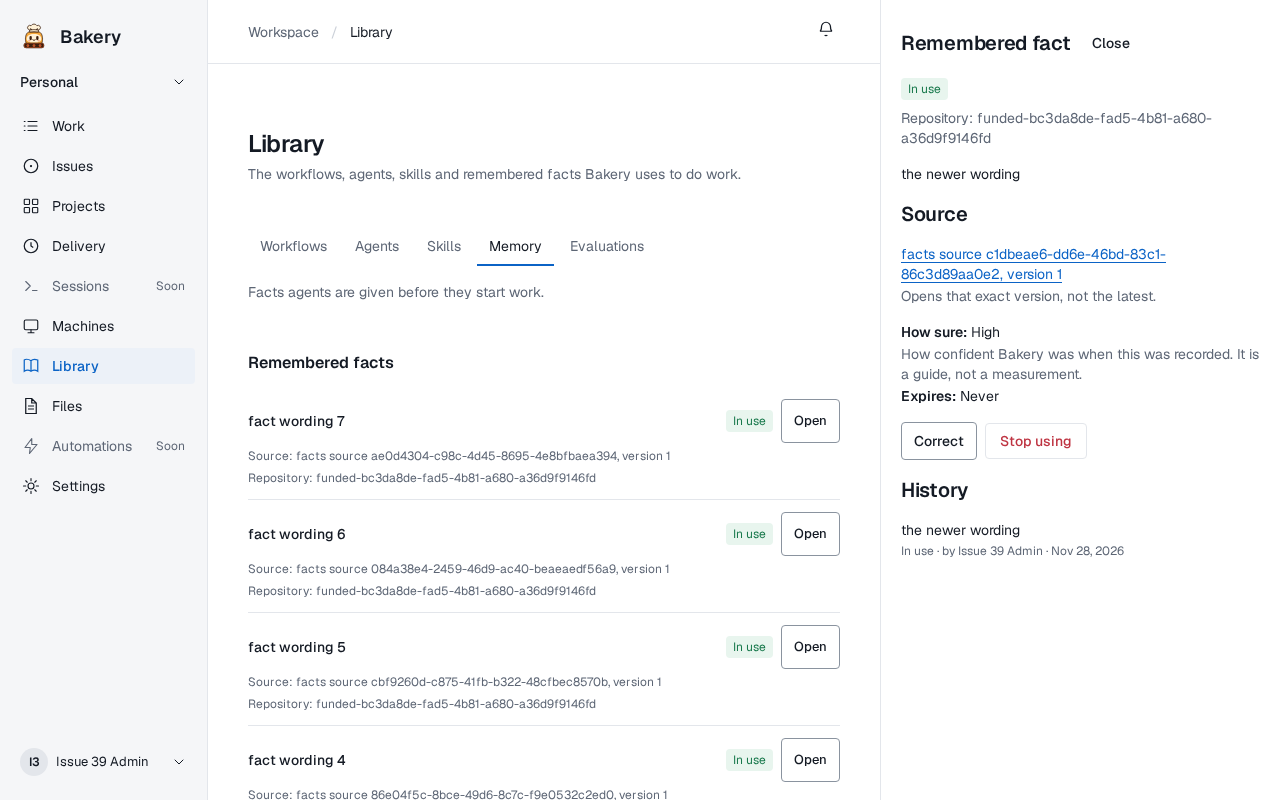 Bakery
Personal
Work
Issues
Projects
Delivery
Sessions Soon
Machines
Library
Files
Automations Soon
Settings
I3 Issue 39 Admin
Workspace / Library
Library
The workflows, agents, skills and remembered facts Bakery uses to do work.
Workflows Agents Skills Memory Evaluations
Facts agents are given before they start work.
Remembered facts
fact wording 7 In use Open
Source: facts source ae0d4304-c98c-4d45-8695-4e8bfbaea394, version 1
Repository: funded-bc3da8de-fad5-4b81-a680-a36d9f9146fd
fact wording 6 In use Open
Source: facts source 084a38e4-2459-46d9-ac40-beaeaedf56a9, version 1
Repository: funded-bc3da8de-fad5-4b81-a680-a36d9f9146fd
fact wording 5 In use Open
Source: facts source cbf9260d-c875-41fb-b322-48cfbec8570b, version 1
Repository: funded-bc3da8de-fad5-4b81-a680-a36d9f9146fd
fact wording 4 In use Open
Source: facts source 86e04f5c-8bce-49d6-8c7c-f9e0532c2ed0, version 1
Remembered fact Close
In use
Repository: funded-bc3da8de-fad5-4b81-a680-
a36d9f9146fd
the newer wording
Source
facts source c1dbeae6-dd6e-46bd-83c1-
86c3d89aa0e2, version 1
Opens that exact version, not the latest.
How sure: High
How confident Bakery was when this was recorded. It is
a guide, not a measurement.
Expires: Never
Correct Stop using
History
the newer wording
In use · by Issue 39 Admin · Nov 28, 2026